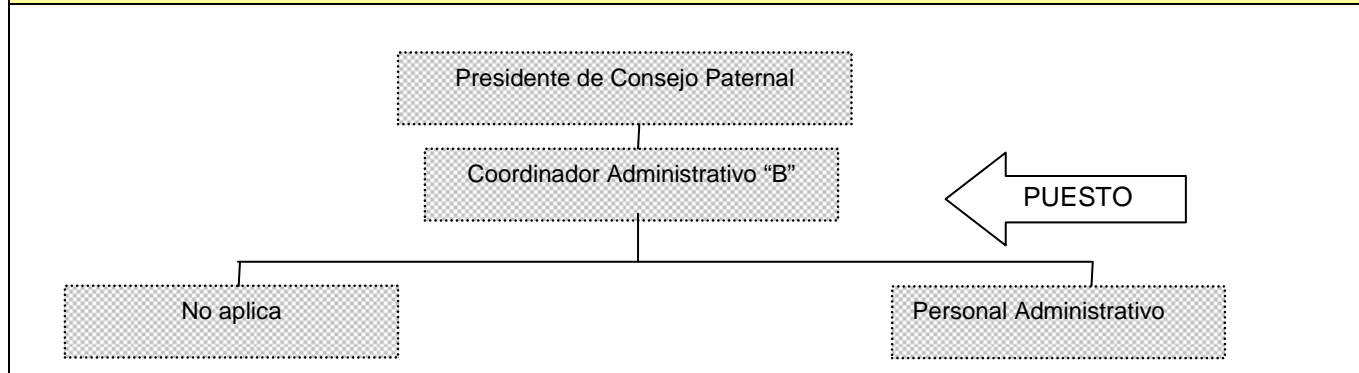 Presidente de Consejo Paternal
Coordinador Administrativo “B”
PUESTO
No aplica
Personal Administrativo